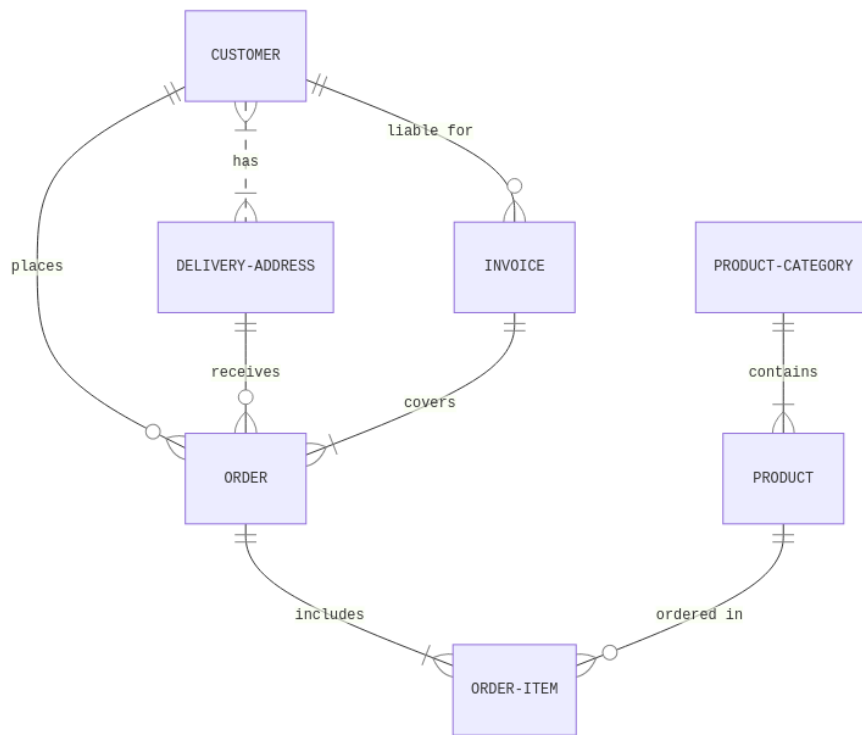 CUSTOMER
liable for
has
places
DELIVERY-ADDRESS
INVOICE
PRODUCT-CATEGORY
receives
contains
covers
ORDER
PRODUCT
includes
ordered in
ORDER-ITEM